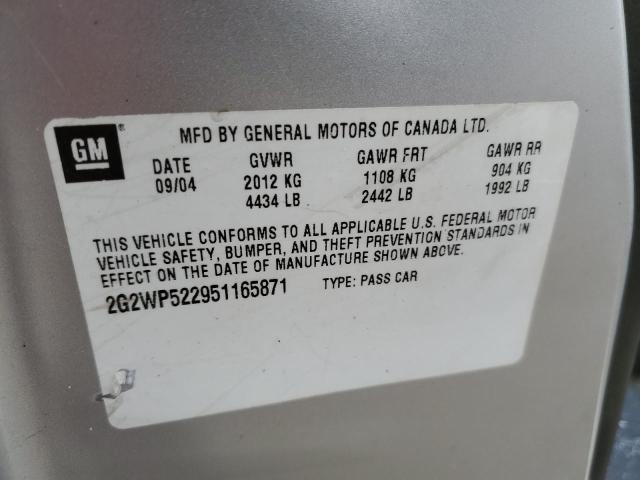 GM
MFD BY GENERAL MOTORS OF CANADA LTD.
DATE GVWR GAWR FRT GAWR RR
09/04 2012 KG 1108 KG 904 KG
4434 LB 2442 LB 1992 LB
THIS VEHICLE CONFORMS TO ALL APPLICABLE U.S. FEDERAL MOTOR
VEHICLE SAFETY, BUMPER, AND THEFT PREVENTION STANDARDS IN
EFFECT ON THE DATE OF MANUFACTURE SHOWN ABOVE.
2G2WP522951165871 TYPE: PASS CAR